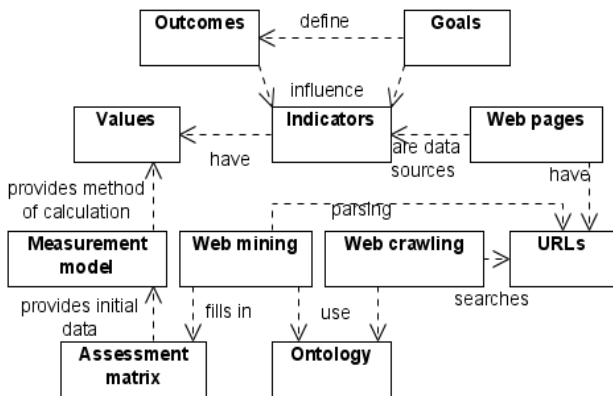 Outcomes
define
Goals
influence
Values
have
Indicators
are data
sources
Web pages
have
provides method
of calculation
parsing
Measurement
model
Web mining
Web crawling
URLs
searches
provides initial
data
fills in
use
Assessment
matrix
Ontology